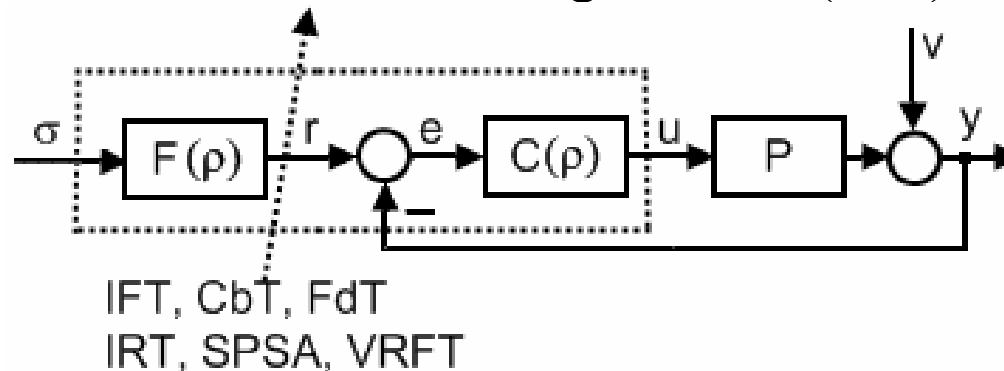 v
σ F(ρ) r e C(ρ) u P y
−
IFT, CbT, FdT
IRT, SPSA, VRFT